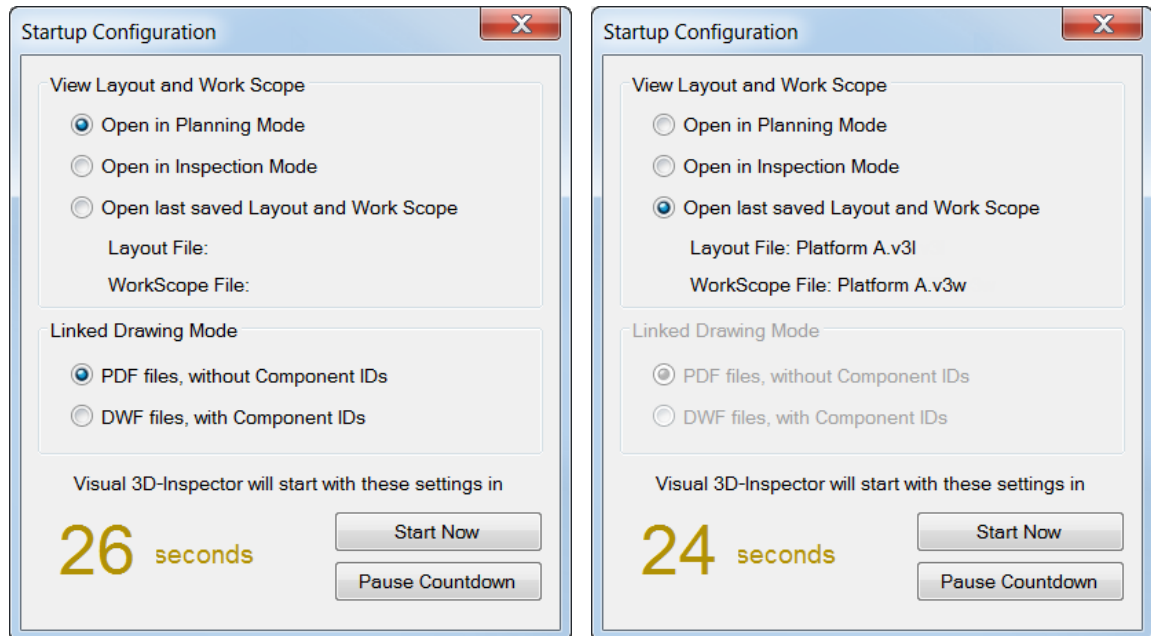 Startup Configuration
View Layout and Work Scope
Open in Planning Mode
Open in Inspection Mode
Open last saved Layout and Work Scope
Layout File:
WorkScope File:
Linked Drawing Mode
PDF files, without Component IDs
DWF files, with Component IDs
Visual 3D-Inspector will start with these settings in
26 seconds
Start Now
Pause Countdown
Startup Configuration
View Layout and Work Scope
Open in Planning Mode
Open in Inspection Mode
Open last saved Layout and Work Scope
Layout File: Platform A.v3l
WorkScope File: Platform A.v3w
Linked Drawing Mode
PDF files, without Component IDs
DWF files, with Component IDs
Visual 3D-Inspector will start with these settings in
24 seconds
Start Now
Pause Countdown